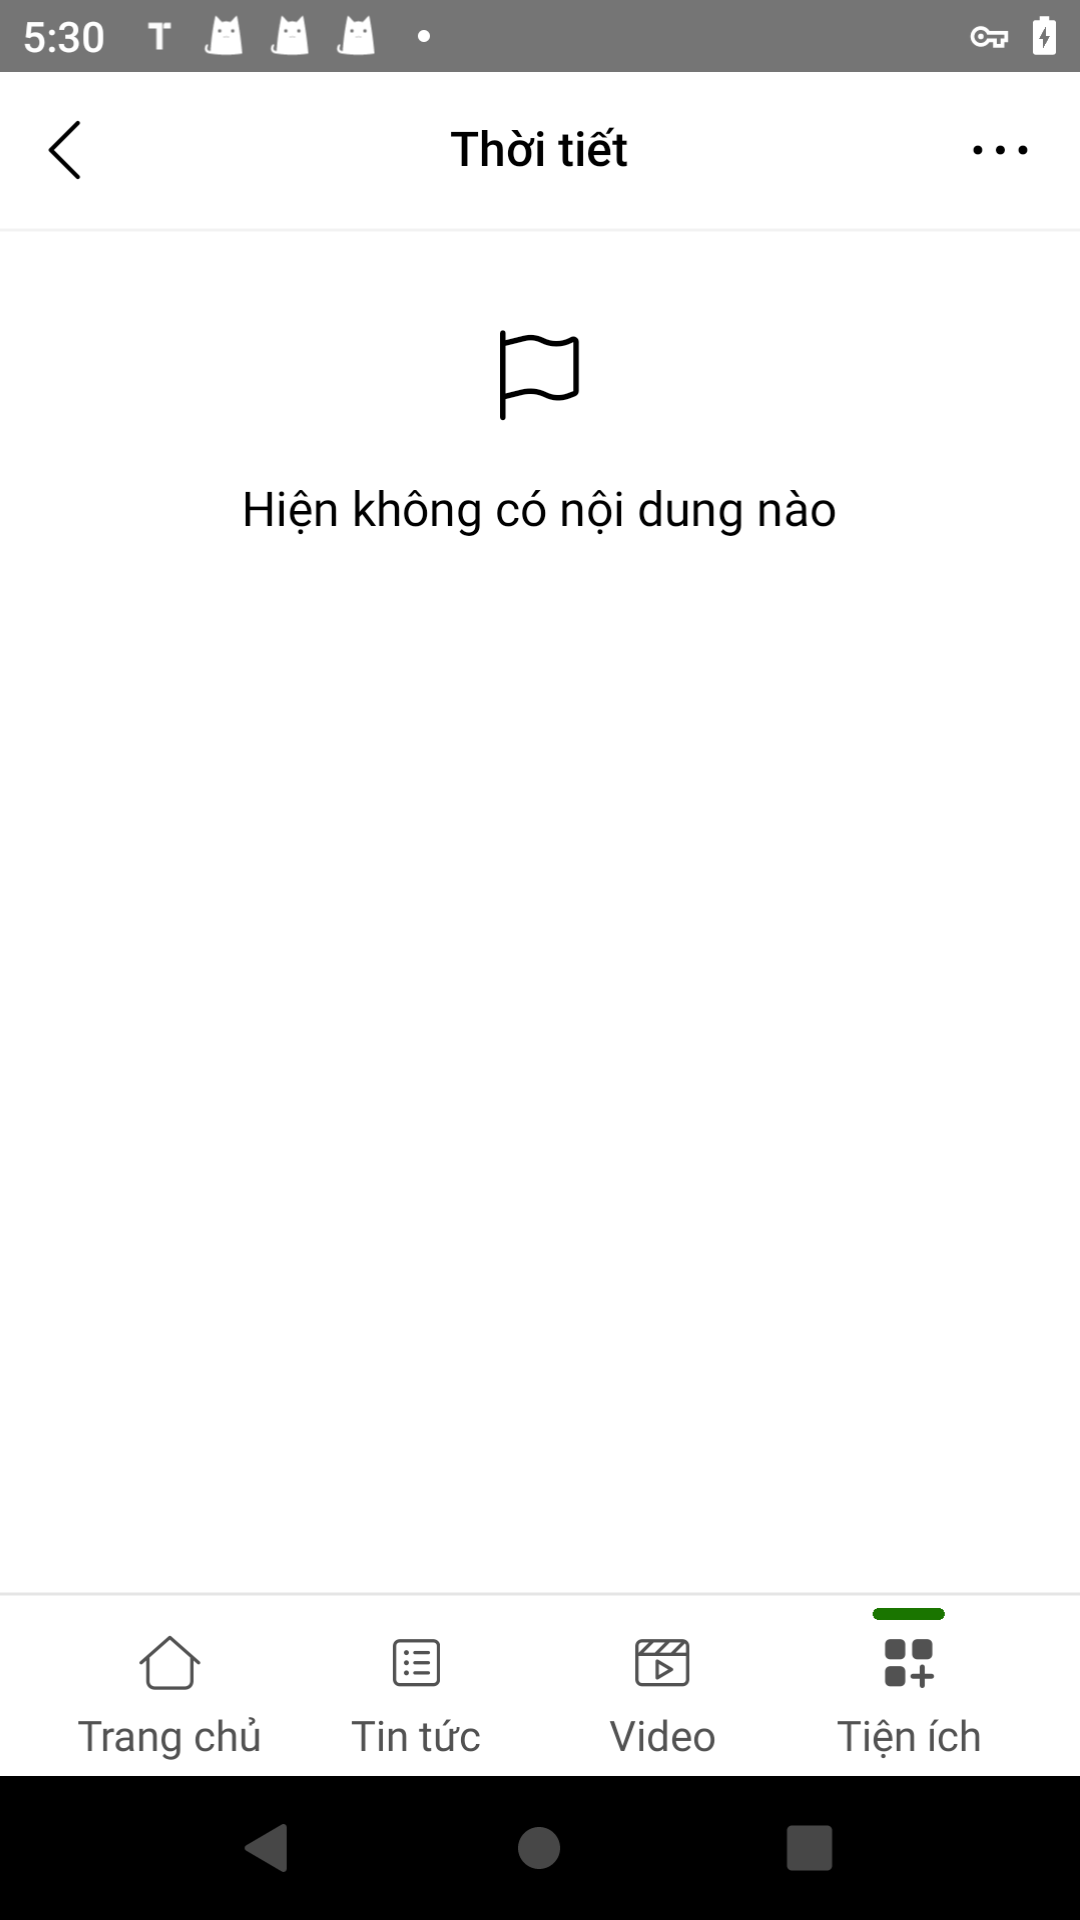 5:30
Thời tiết
Hiện không có nội dung nào
Trang chủ
Tin tức
Video
Tiện ích